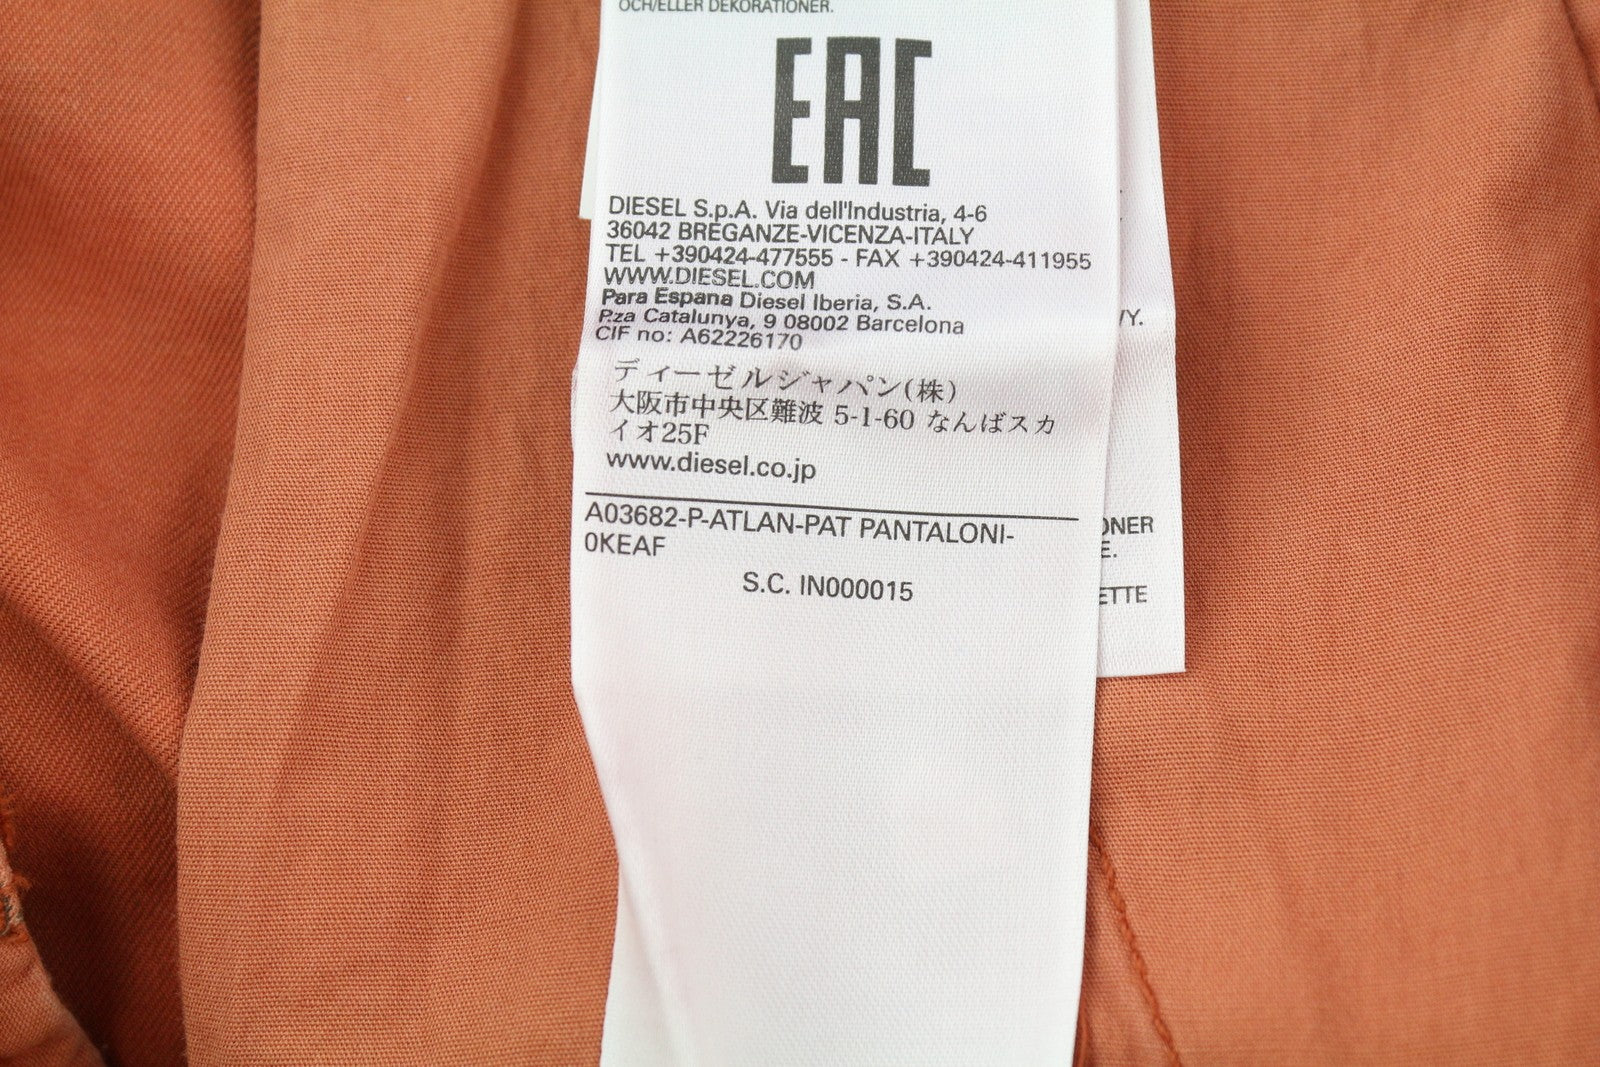 OCH/ELLER DEKORATIONER.
EAC
DIESEL S.p.A. Via dell'Industria, 4-6
36042 BREGANZE-VICENZA-ITALY
TEL +390424-477555 - FAX +390424-411955
WWW.DIESEL.COM
Para Espana Diesel Iberia, S.A.
P.za Catalunya, 9 08002 Barcelona
CIF no: A62226170
ディーゼルジャパン(株)
大阪市中央区難波 5-1-60 なんばスカ
イオ25F
www.diesel.co.jp
A03682-P-ATLAN-PAT PANTALONI-
0KEAF
S.C. IN000015
Y.
ONER
E.
ETTE